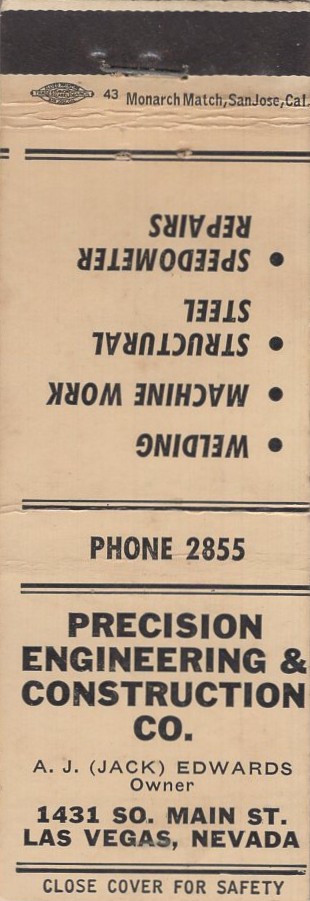 43 Monarch Match, San Jose, Cal.
• WELDING
• MACHINE WORK
• STRUCTURAL
STEEL
• SPEEDOMETER
REPAIRS
PHONE 2855
PRECISION
ENGINEERING &
CONSTRUCTION
CO.
A. J. (JACK) EDWARDS
Owner
1431 SO. MAIN ST.
LAS VEGAS, NEVADA
CLOSE COVER FOR SAFETY